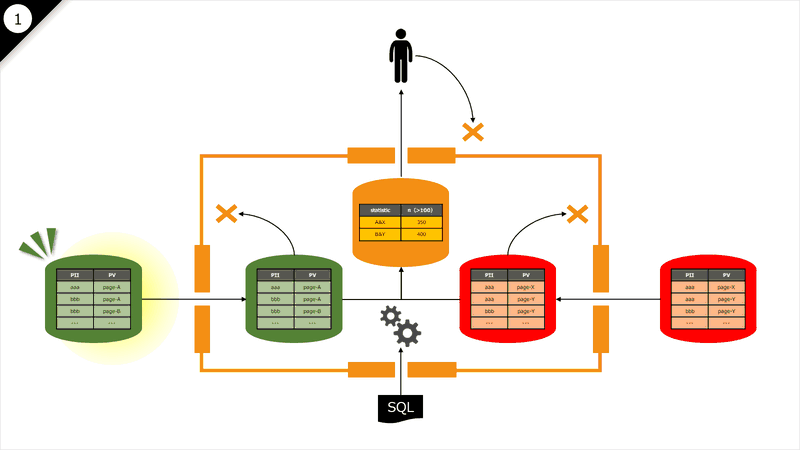 1
statistic n (>100)
A&X 350
B&Y 400
PII PV
aaa page-A
bbb page-A
bbb page-B
... ...
PII PV
aaa page-A
bbb page-A
bbb page-B
... ...
PII PV
aaa page-X
aaa page-Y
bbb page-Y
... ...
PII PV
aaa page-X
aaa page-Y
bbb page-Y
... ...
SQL